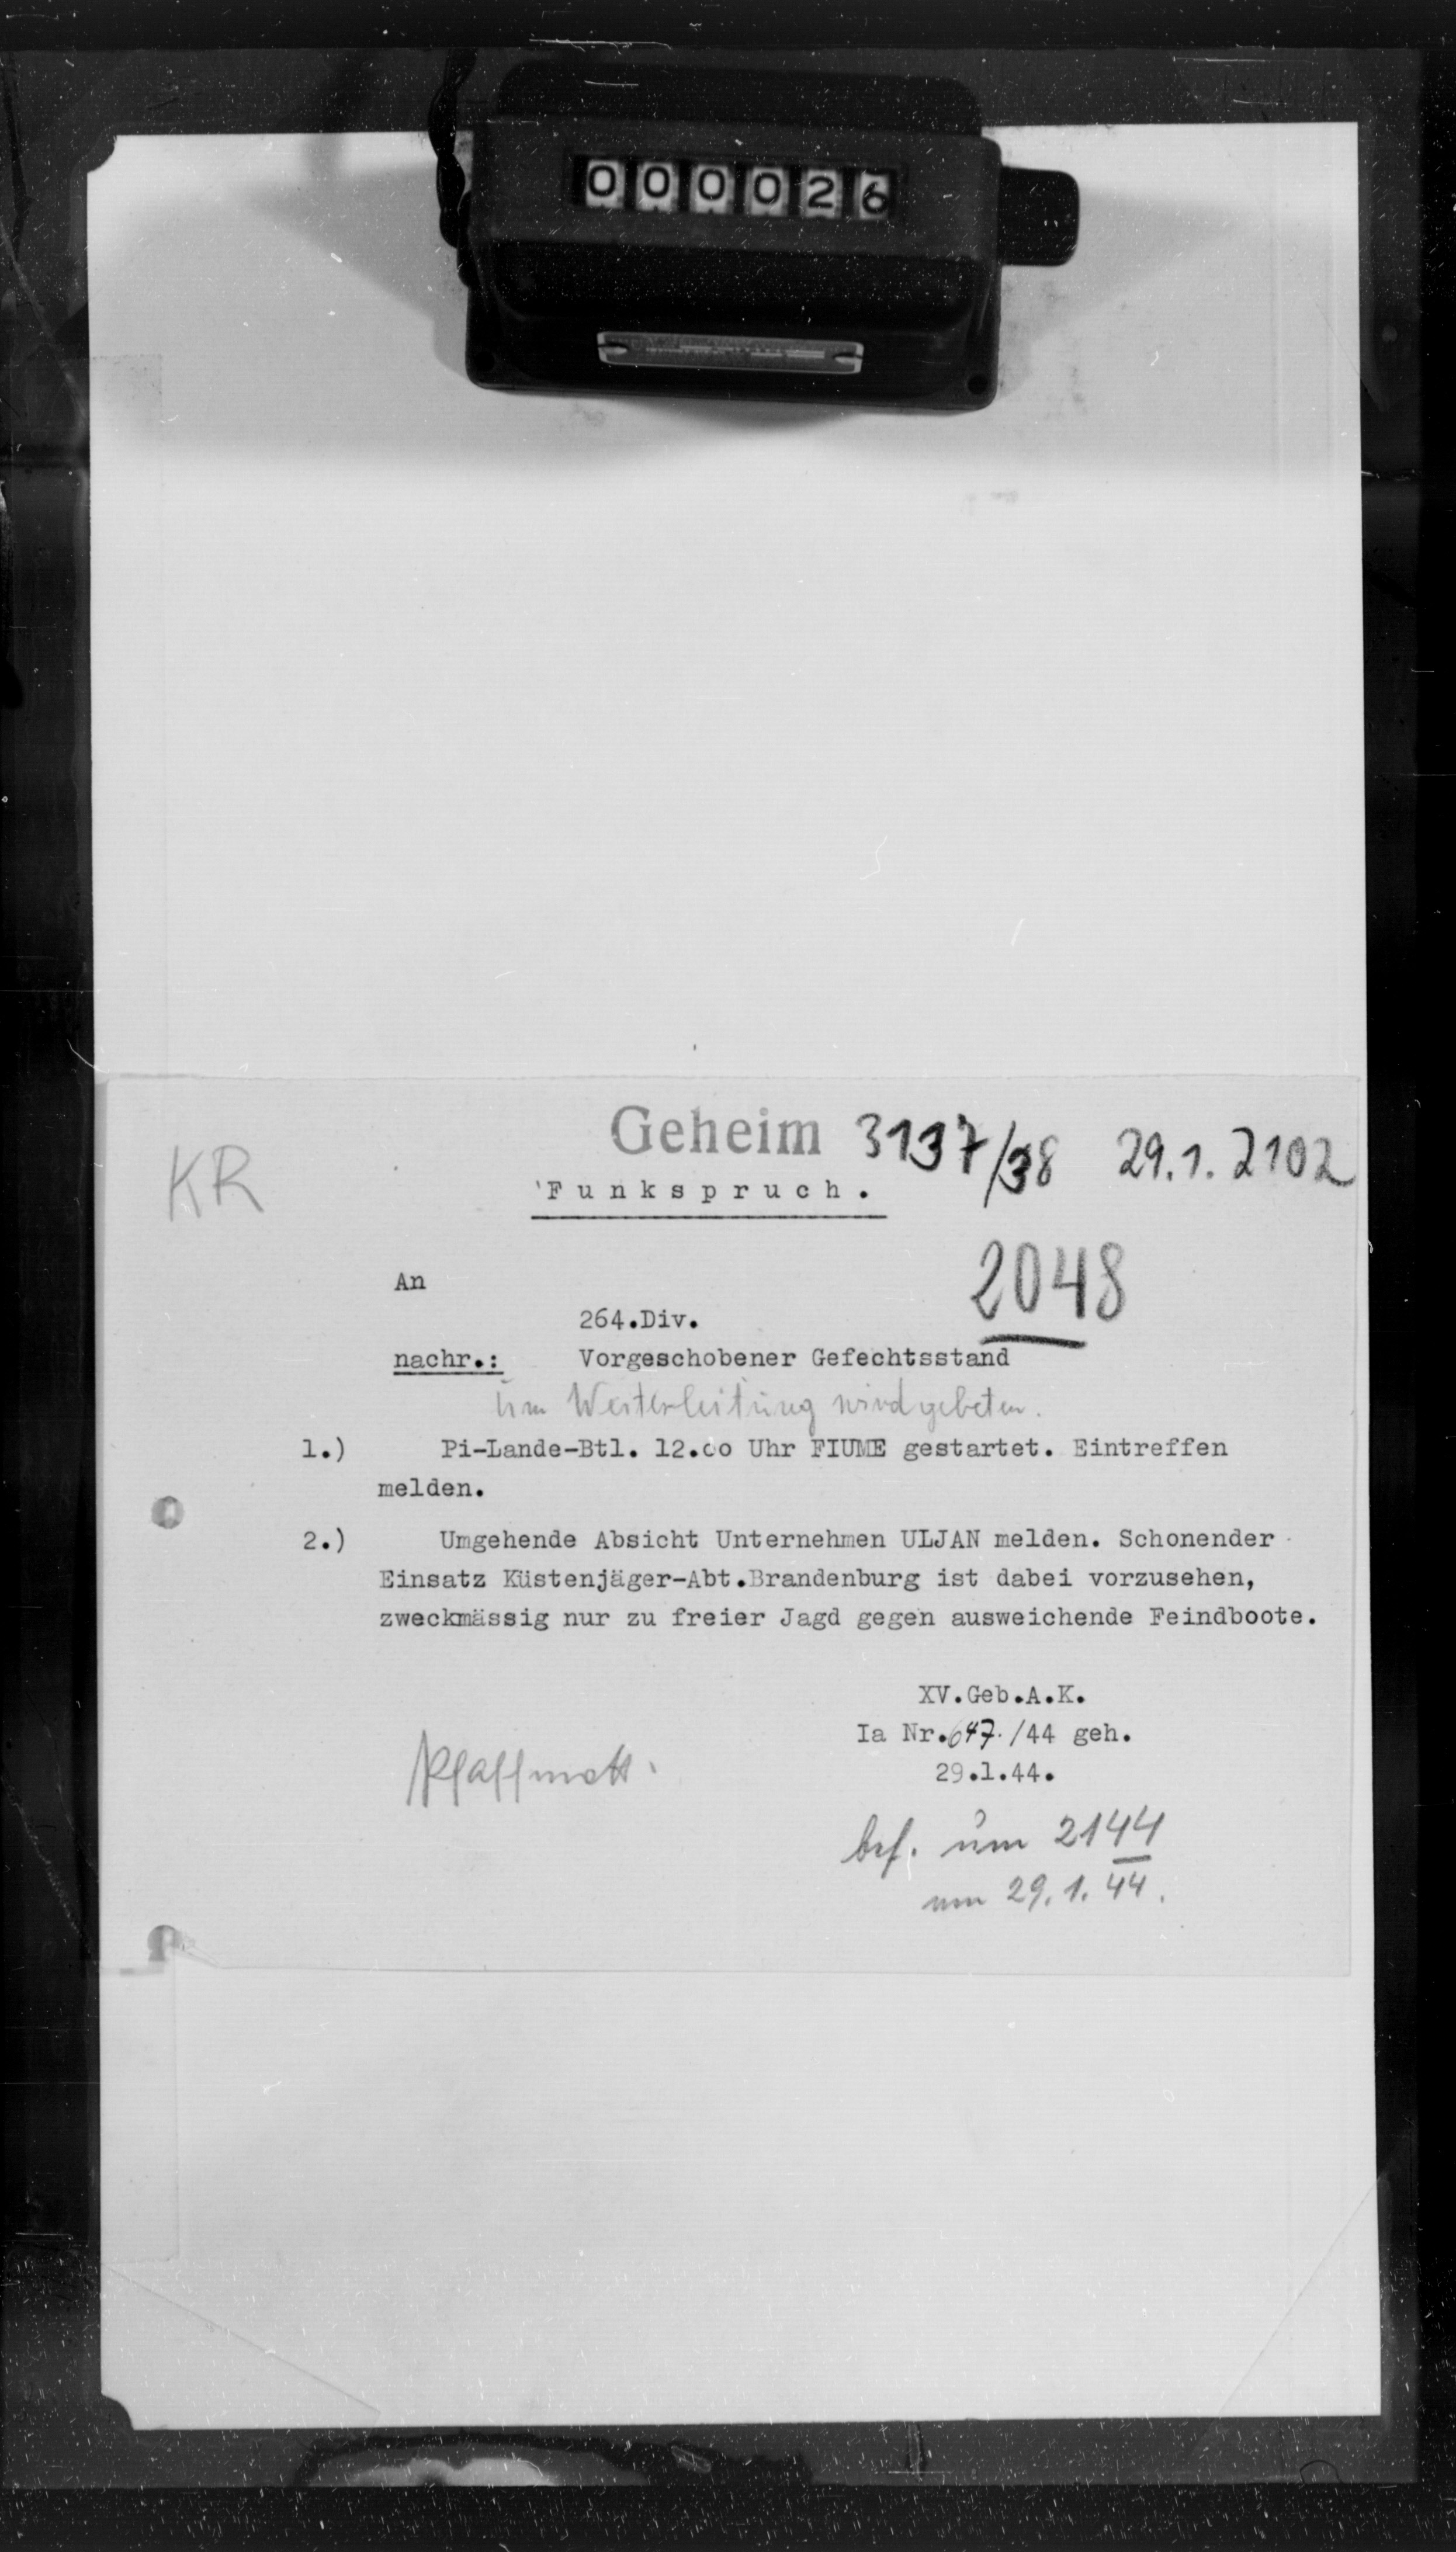 000026
Geheim 3137/38 29.1. 2102
KR
Funkspruch.
2048
An
264.Div.
nachr.: Vorgeschobener Gefechtsstand
Um Weiterleitung wird gebeten.
1.) Pi-Lande-Btl. 12.oo Uhr FIUME gestartet. Eintreffen
melden.
2.) Umgehende Absicht Unternehmen ULJAN melden. Schonender
Einsatz Küstenjäger-Abt.Brandenburg ist dabei vorzusehen,
zweckmässig nur zu freier Jagd gegen ausweichende Feindboote.
XV.Geb.A.K.
Ia Nr.647./44 geh.
29.1.44.
bef. um 2144
29.1.44.